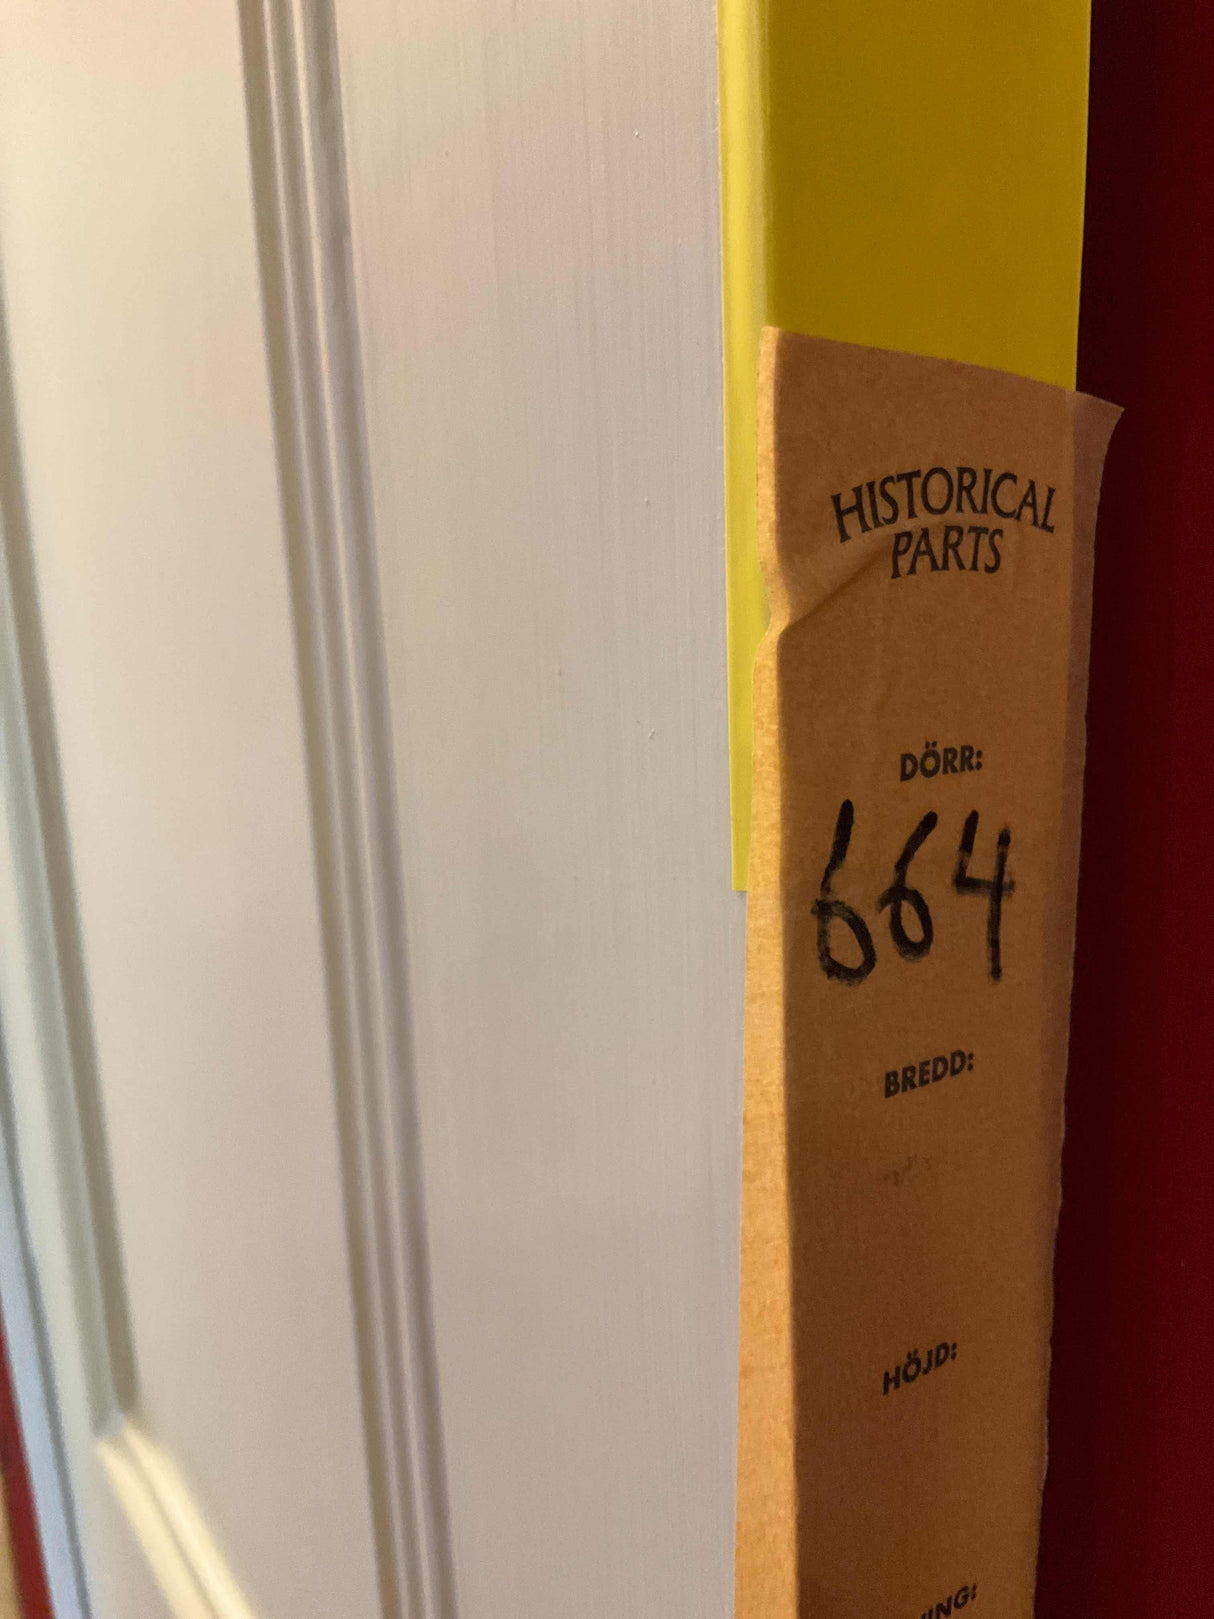 HISTORICAL
PARTS
DÖRR:
664
BREDD:
HÖJD: